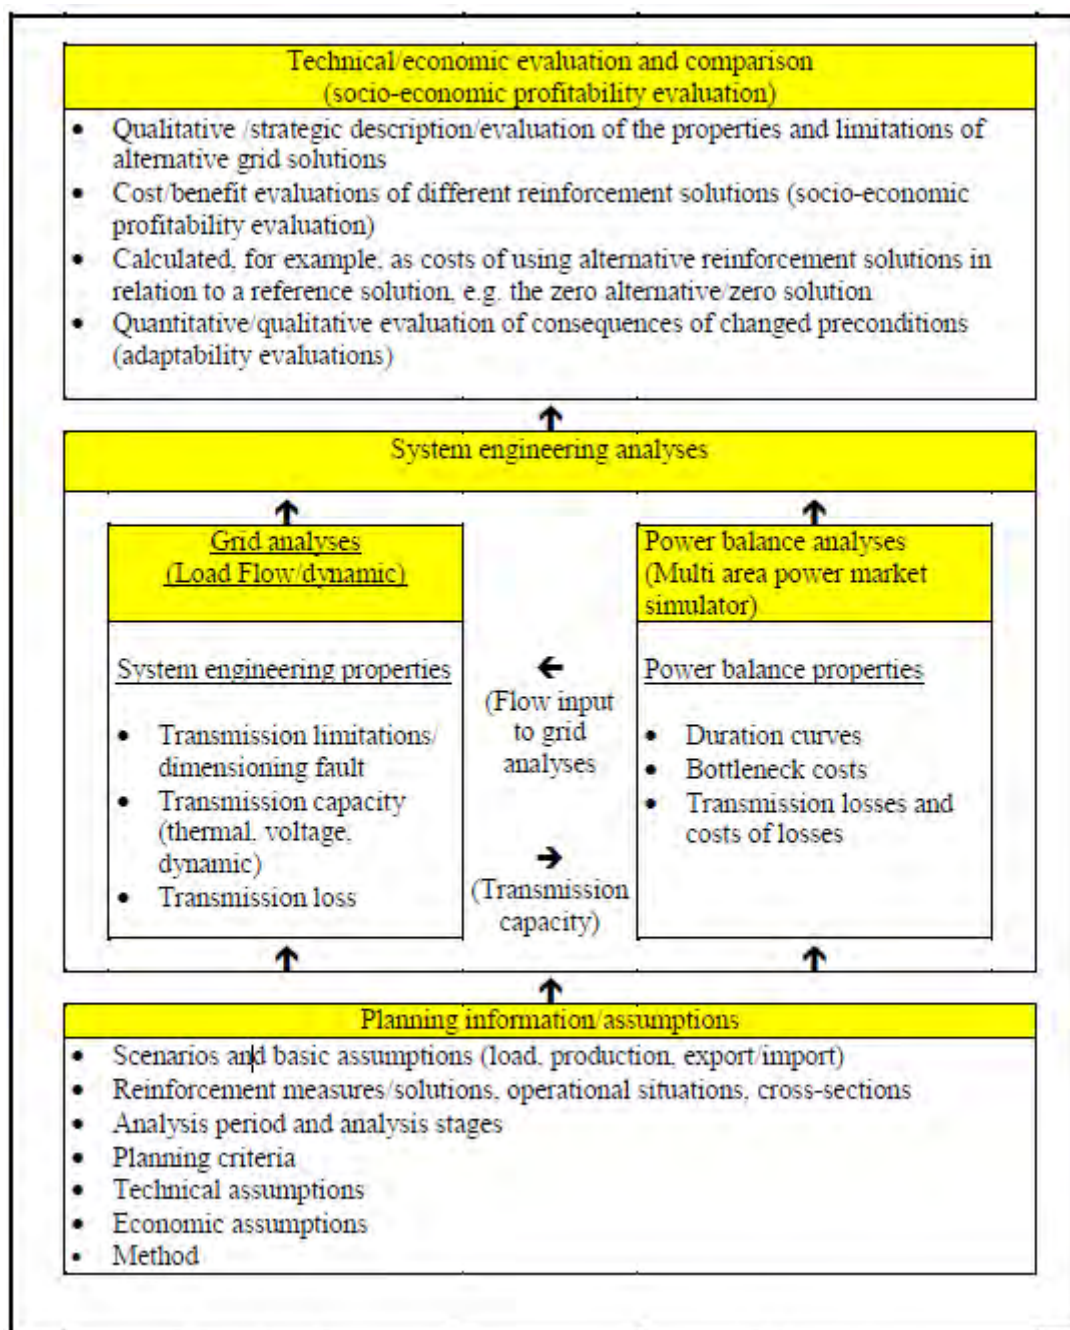 Technical/economic evaluation and comparison
(socio-economic profitability evaluation)
• Qualitative /strategic description/evaluation of the properties and limitations of
alternative grid solutions
• Cost/benefit evaluations of different reinforcement solutions (socio-economic
profitability evaluation)
• Calculated, for example, as costs of using alternative reinforcement solutions in
relation to a reference solution, e.g. the zero alternative/zero solution
• Quantitative/qualitative evaluation of consequences of changed preconditions
(adaptability evaluations)
System engineering analyses
Grid analyses
(Load Flow/dynamic)
System engineering properties
• Transmission limitations/
dimensioning fault
• Transmission capacity
(thermal, voltage,
dynamic)
• Transmission loss
(Flow input
to grid
analyses
(Transmission
capacity)
Power balance analyses
(Multi area power market
simulator)
Power balance properties
• Duration curves
• Bottleneck costs
• Transmission losses and
costs of losses
Planning information/assumptions
• Scenarios and basic assumptions (load, production, export/import)
• Reinforcement measures/solutions, operational situations, cross-sections
• Analysis period and analysis stages
• Planning criteria
• Technical assumptions
• Economic assumptions
• Method